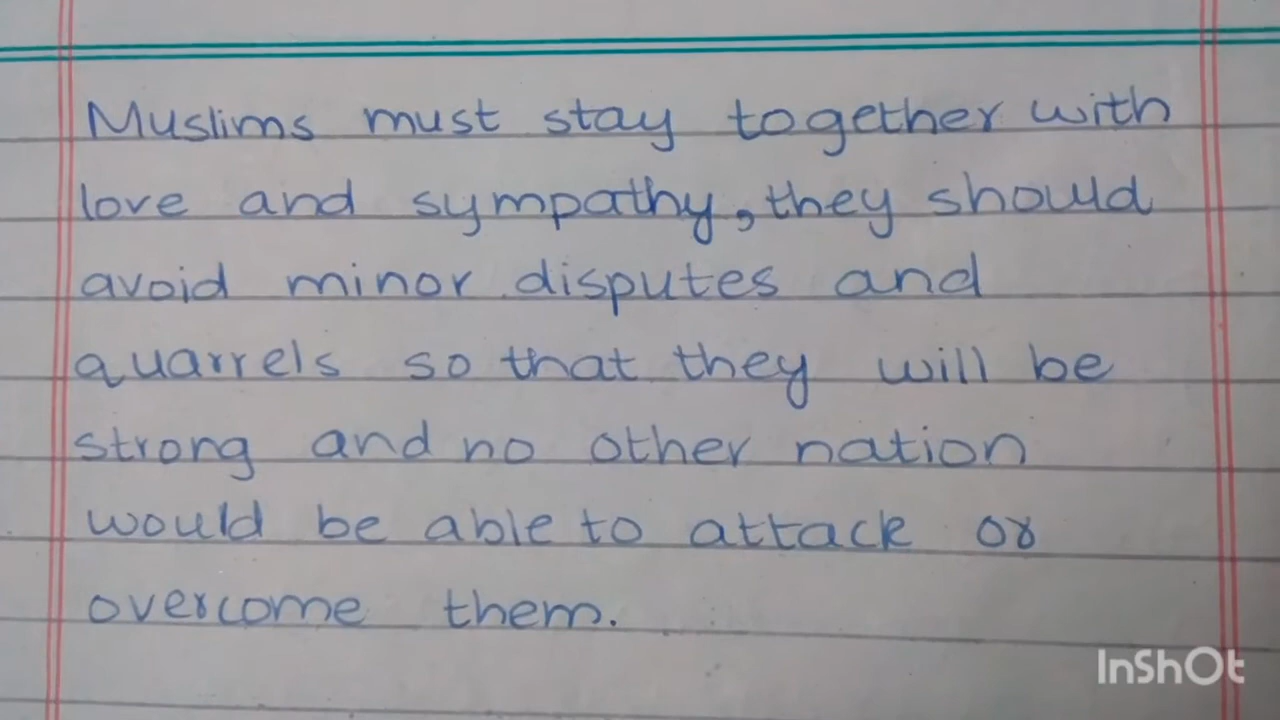 Muslims must stay together with
love and sympathy, they should
avoid minor disputes and
quarrels so that they will be
strong and no other nation
would be able to attack or
overcome them.
InShOt